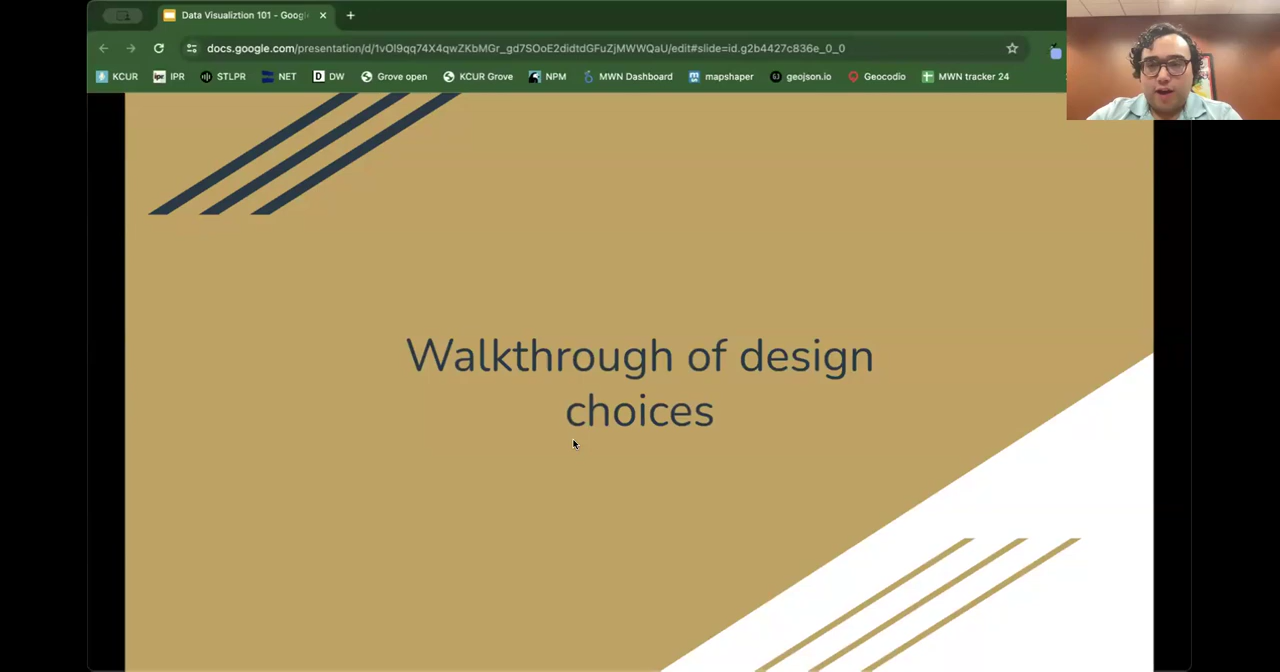 Data Visualiztion 101 - Googl
docs.google.com/presentation/d/1vOl9qq74X4qwZKbMGr_gd7SOoE2didtdGFuZjMWWQaU/edit#slide=id.g2b4427c836e_0_0
KCUR IPR STLPR NET DW Grove open KCUR Grove NPM MWN Dashboard mapshaper geojson.io Geocodio MWN tracker 24
Walkthrough of design
choices